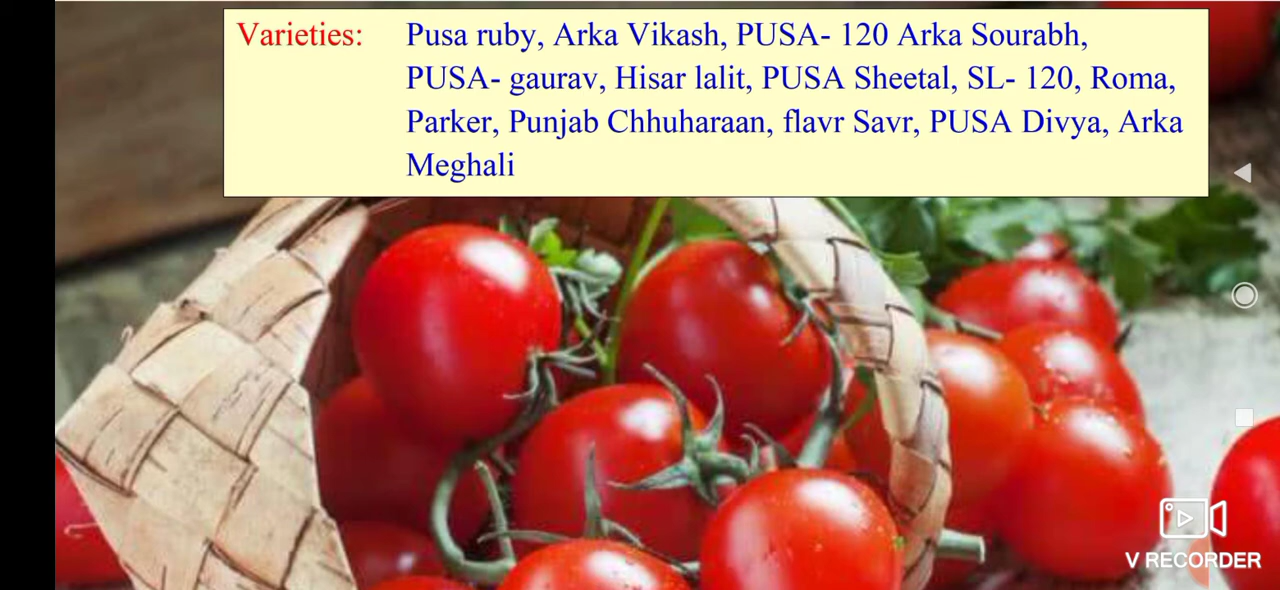 Varieties: Pusa ruby, Arka Vikash, PUSA- 120 Arka Sourabh,
PUSA- gaurav, Hisar lalit, PUSA Sheetal, SL- 120, Roma,
Parker, Punjab Chhuharaan, flavr Savr, PUSA Divya, Arka
Meghali
V RECORDER